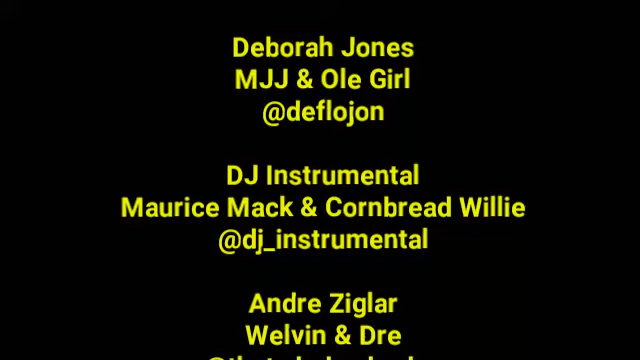 Deborah Jones
MJJ & Ole Girl
@deflojon
DJ Instrumental
Maurice Mack & Cornbread Willie
@dj_instrumental
Andre Ziglar
Welvin & Dre